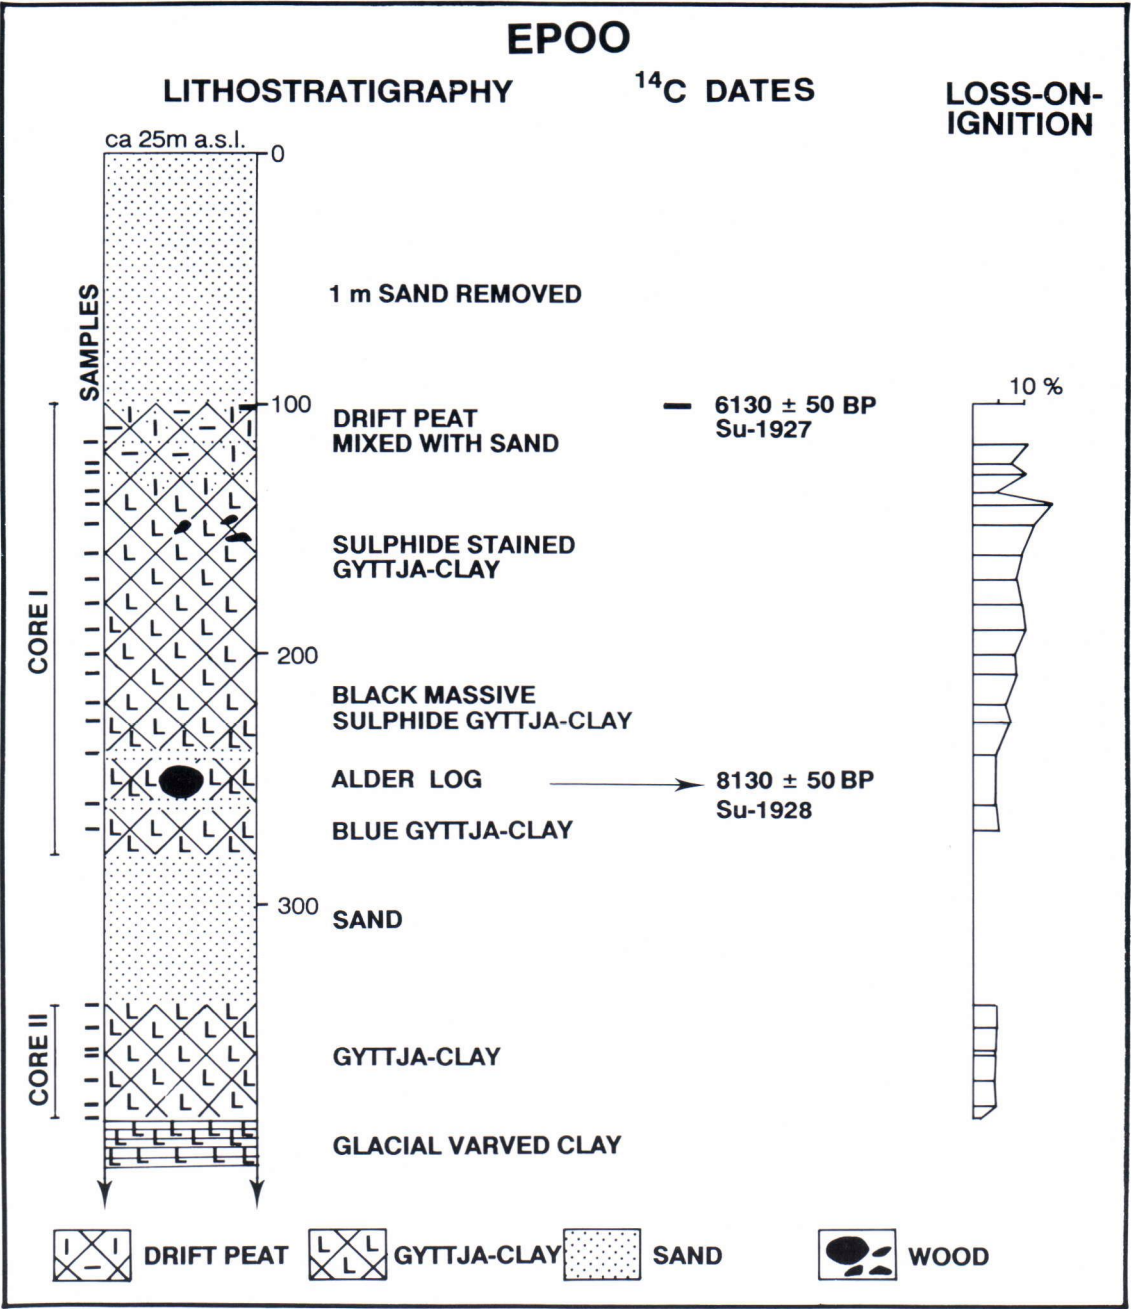 EPOO
LITHOSTRATIGRAPHY
¹⁴C DATES
LOSS-ON-
IGNITION
ca 25m a.s.l.
0
1 m SAND REMOVED
SAMPLES
10 %
100
DRIFT PEAT
MIXED WITH SAND
6130 ± 50 BP
Su-1927
SULPHIDE STAINED
GYTTJA-CLAY
CORE I
200
BLACK MASSIVE
SULPHIDE GYTTJA-CLAY
ALDER LOG
8130 ± 50 BP
Su-1928
BLUE GYTTJA-CLAY
300
SAND
CORE II
GYTTJA-CLAY
GLACIAL VARVED CLAY
DRIFT PEAT
GYTTJA-CLAY
SAND
WOOD